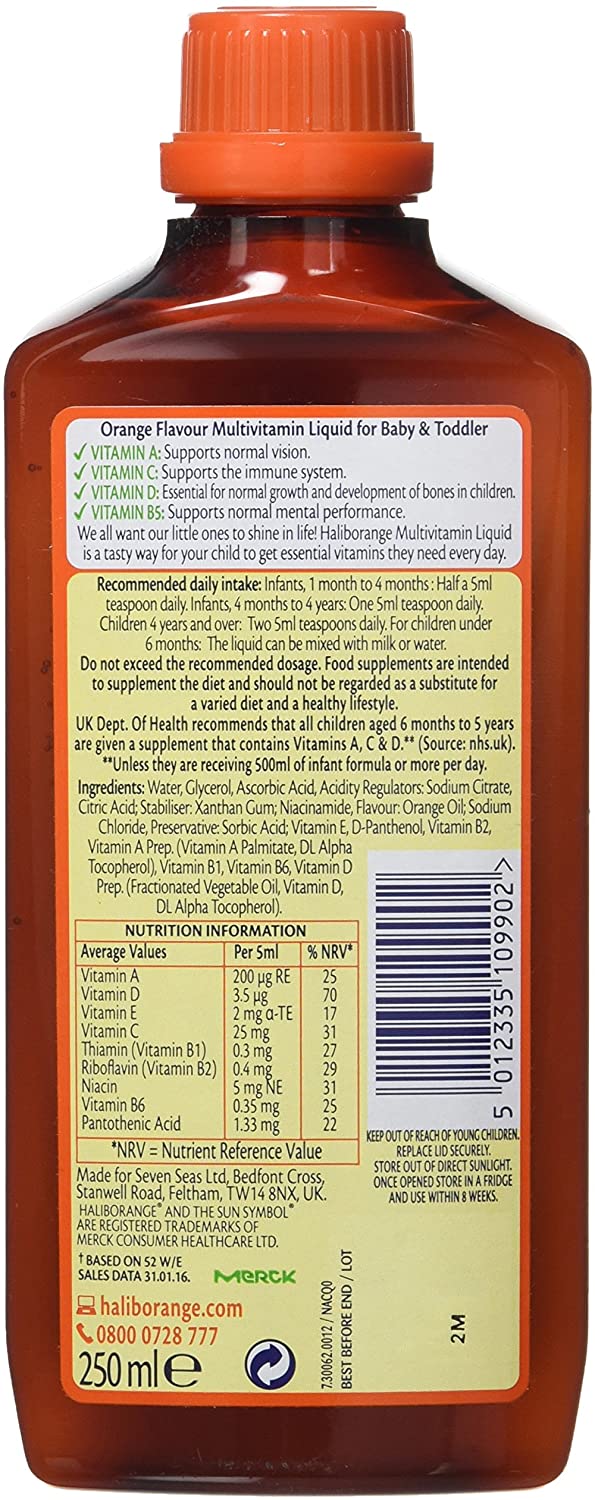 Orange Flavour Multivitamin Liquid for Baby & Toddler
✓ VITAMIN A: Supports normal vision.
✓ VITAMIN C: Supports the immune system.
✓ VITAMIN D: Essential for normal growth and development of bones in children.
✓ VITAMIN B5: Supports normal mental performance.
We all want our little ones to shine in life! Haliborange Multivitamin Liquid
is a tasty way for your child to get essential vitamins they need every day.
Recommended daily intake: Infants, 1 month to 4 months : Half a 5ml
teaspoon daily. Infants, 4 months to 4 years: One 5ml teaspoon daily.
Children 4 years and over: Two 5ml teaspoons daily. For children under
6 months: The liquid can be mixed with milk or water.
Do not exceed the recommended dosage. Food supplements are intended
to supplement the diet and should not be regarded as a substitute for
a varied diet and a healthy lifestyle.
UK Dept. Of Health recommends that all children aged 6 months to 5 years
are given a supplement that contains Vitamins A, C & D.** (Source: nhs.uk).
**Unless they are receiving 500ml of infant formula or more per day.
Ingredients: Water, Glycerol, Ascorbic Acid, Acidity Regulators: Sodium Citrate,
Citric Acid; Stabiliser: Xanthan Gum; Niacinamide, Flavour: Orange Oil; Sodium
Chloride, Preservative: Sorbic Acid; Vitamin E, D-Panthenol, Vitamin B2,
Vitamin A Prep. (Vitamin A Palmitate, DL Alpha
Tocopherol), Vitamin B1, Vitamin B6, Vitamin D
Prep. (Fractionated Vegetable Oil, Vitamin D,
DL Alpha Tocopherol).
NUTRITION INFORMATION
Average Values Per 5ml % NRV*
Vitamin A 200 µg RE 25
Vitamin D 3.5 µg 70
Vitamin E 2 mg α-TE 17
Vitamin C 25 mg 31
Thiamin (Vitamin B1) 0.3 mg 27
Riboflavin (Vitamin B2) 0.4 mg 29
Niacin 5 mg NE 31
Vitamin B6 0.35 mg 25
Pantothenic Acid 1.33 mg 22
*NRV = Nutrient Reference Value
5 012335 109902 >
KEEP OUT OF REACH OF YOUNG CHILDREN.
REPLACE LID SECURELY.
STORE OUT OF DIRECT SUNLIGHT.
ONCE OPENED STORE IN A FRIDGE
AND USE WITHIN 8 WEEKS.
Made for Seven Seas Ltd, Bedfont Cross,
Stanwell Road, Feltham, TW14 8NX, UK.
HALIBORANGE® AND THE SUN SYMBOL®
ARE REGISTERED TRADEMARKS OF
MERCK CONSUMER HEALTHCARE LTD.
† BASED ON 52 W/E
SALES DATA 31.01.16.
MERCK
haliborange.com
0800 0728 777
250 ml e
7.30062.0012 / NACQ0
BEST BEFORE END / LOT
2M